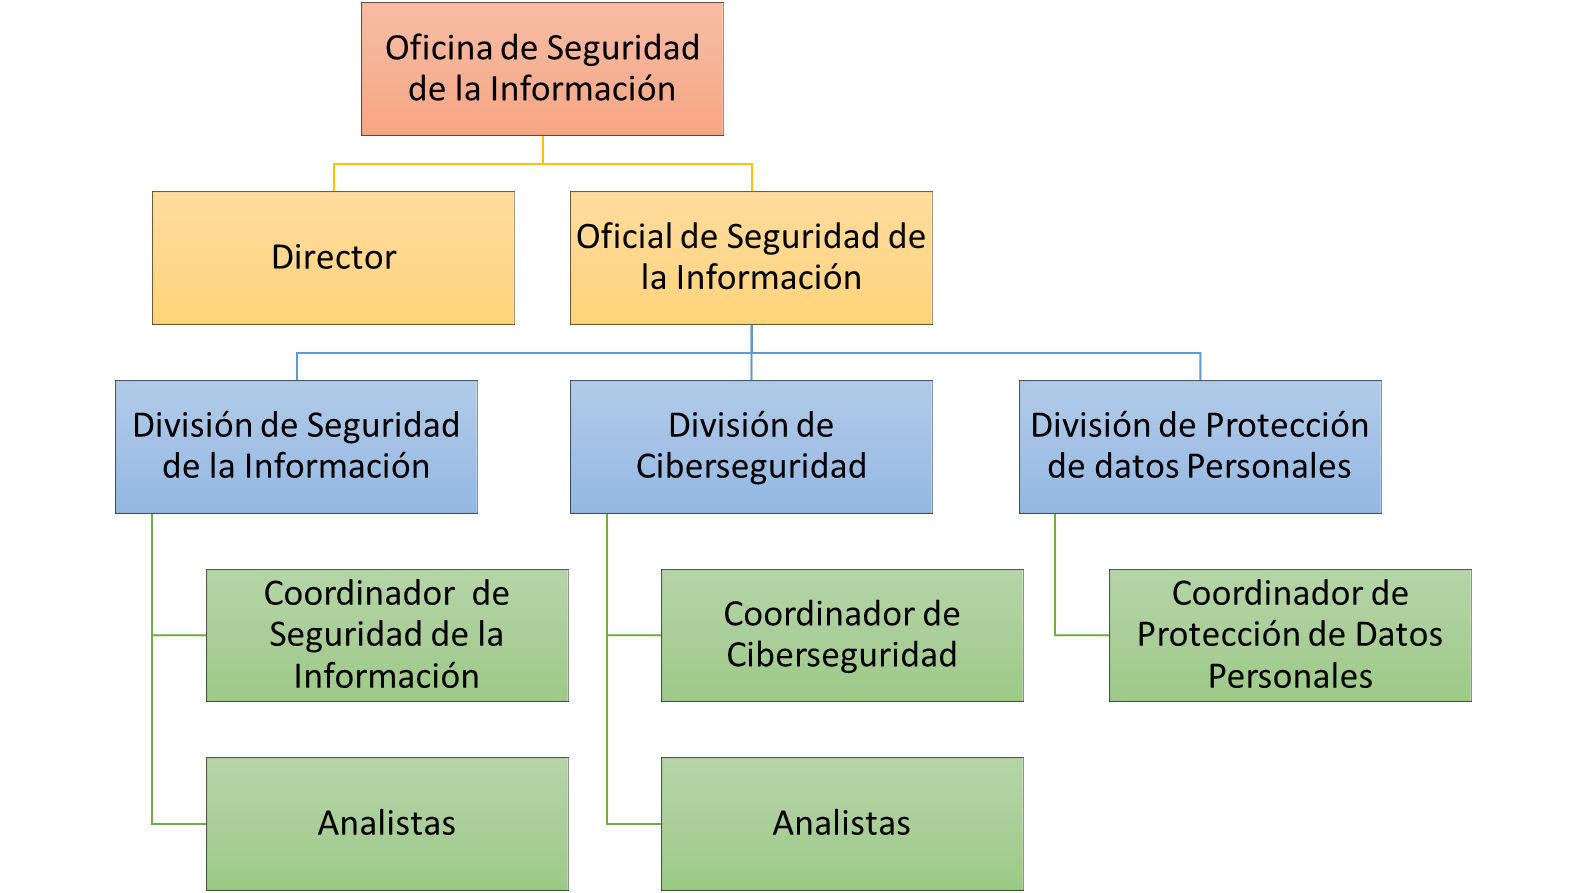 Oficina de Seguridad
de la Información
Director
Oficial de Seguridad de
la Información
División de Seguridad
de la Información
División de
Ciberseguridad
División de Protección
de datos Personales
Coordinador  de
Seguridad de la
Información
Coordinador de
Ciberseguridad
Coordinador de
Protección de Datos
Personales
Analistas
Analistas